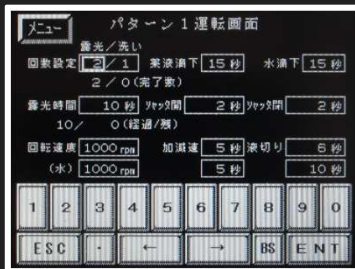 メニュー パターン1運転画面
露光/洗い
回数設定 2 / 1 薬液滴下 15 秒 水滴下 15 秒
2 / 0(完了数)
露光時間 10 秒 シャッタ開 2 秒 シャッタ閉 2 秒
10/ 0(経過/残)
回転速度 1000 rpm 加減速 5 秒 液切り 6 秒
(水) 1000 rpm 5 秒 10 秒
1 2 3 4 5 6 7 8 9 0
ESC · ← → BS ENT